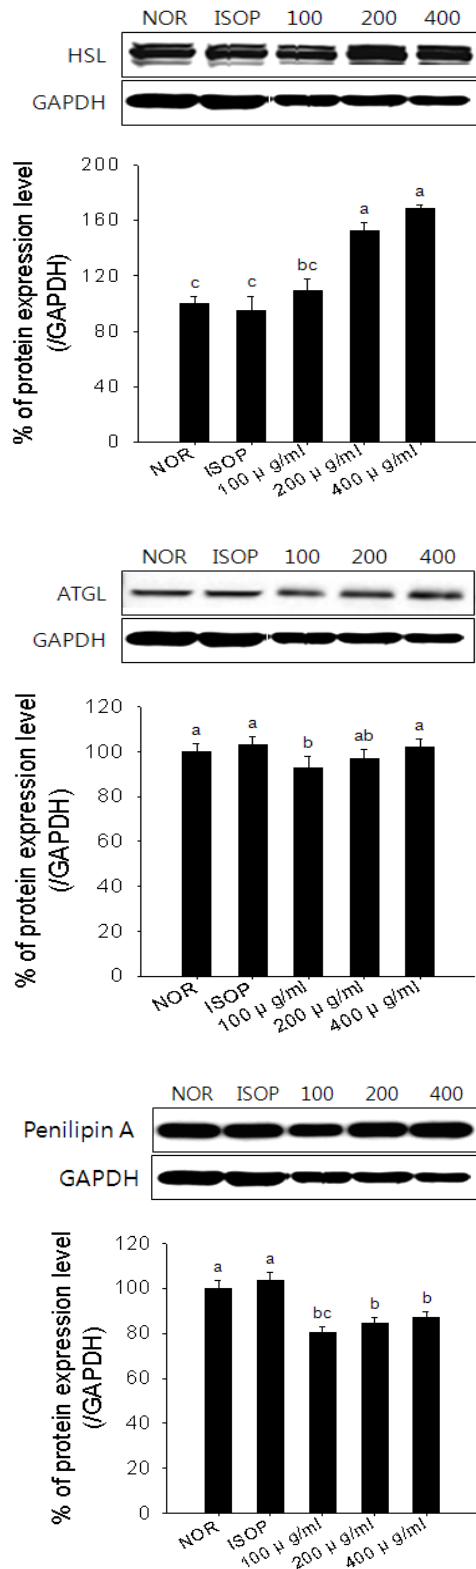 NOR ISOP 100 200 400
HSL
GAPDH
% of protein expression level
(/GAPDH)
200
160
120
80
40
0
c c bc a a
NOR ISOP 100 μ g/ml 200 μ g/ml 400 μ g/ml
NOR ISOP 100 200 400
ATGL
GAPDH
% of protein expression level
(/GAPDH)
120
100
80
60
40
20
0
a a b ab a
NOR ISOP 100 μ g/ml 200 μ g/ml 400 μ g/ml
NOR ISOP 100 200 400
Penilipin A
GAPDH
% of protein expression level
(/GAPDH)
120
100
80
60
40
20
0
a a bc b b
NOR ISOP 100 μ g/ml 200 μ g/ml 400 μ g/ml